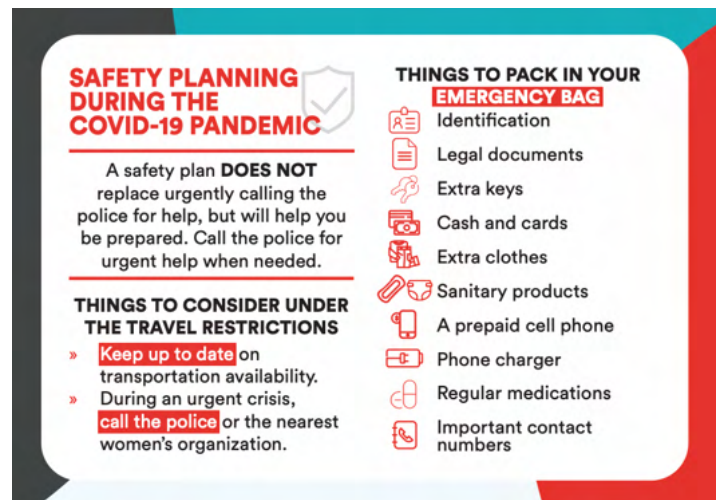 SAFETY PLANNING
DURING THE
COVID-19 PANDEMIC
A safety plan DOES NOT
replace urgently calling the
police for help, but will help you
be prepared. Call the police for
urgent help when needed.
THINGS TO CONSIDER UNDER
THE TRAVEL RESTRICTIONS
» Keep up to date on
transportation availability.
» During an urgent crisis,
call the police or the nearest
women's organization.
THINGS TO PACK IN YOUR
EMERGENCY BAG
Identification
Legal documents
Extra keys
Cash and cards
Extra clothes
Sanitary products
A prepaid cell phone
Phone charger
Regular medications
Important contact
numbers